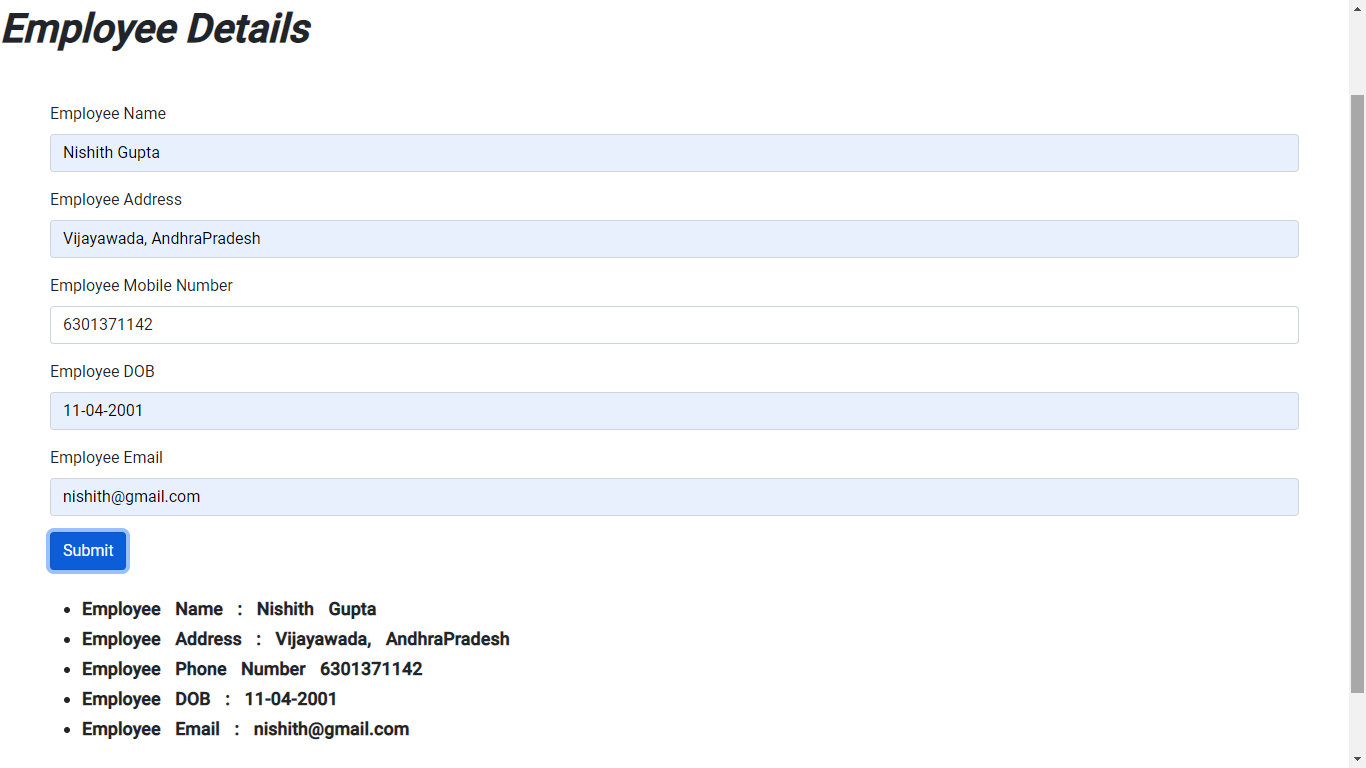 Employee Details
Employee Name
Nishith Gupta
Employee Address
Vijayawada, AndhraPradesh
Employee Mobile Number
6301371142
Employee DOB
11-04-2001
Employee Email
nishith@gmail.com
Submit
• Employee Name : Nishith Gupta
• Employee Address : Vijayawada, AndhraPradesh
• Employee Phone Number 6301371142
• Employee DOB : 11-04-2001
• Employee Email : nishith@gmail.com